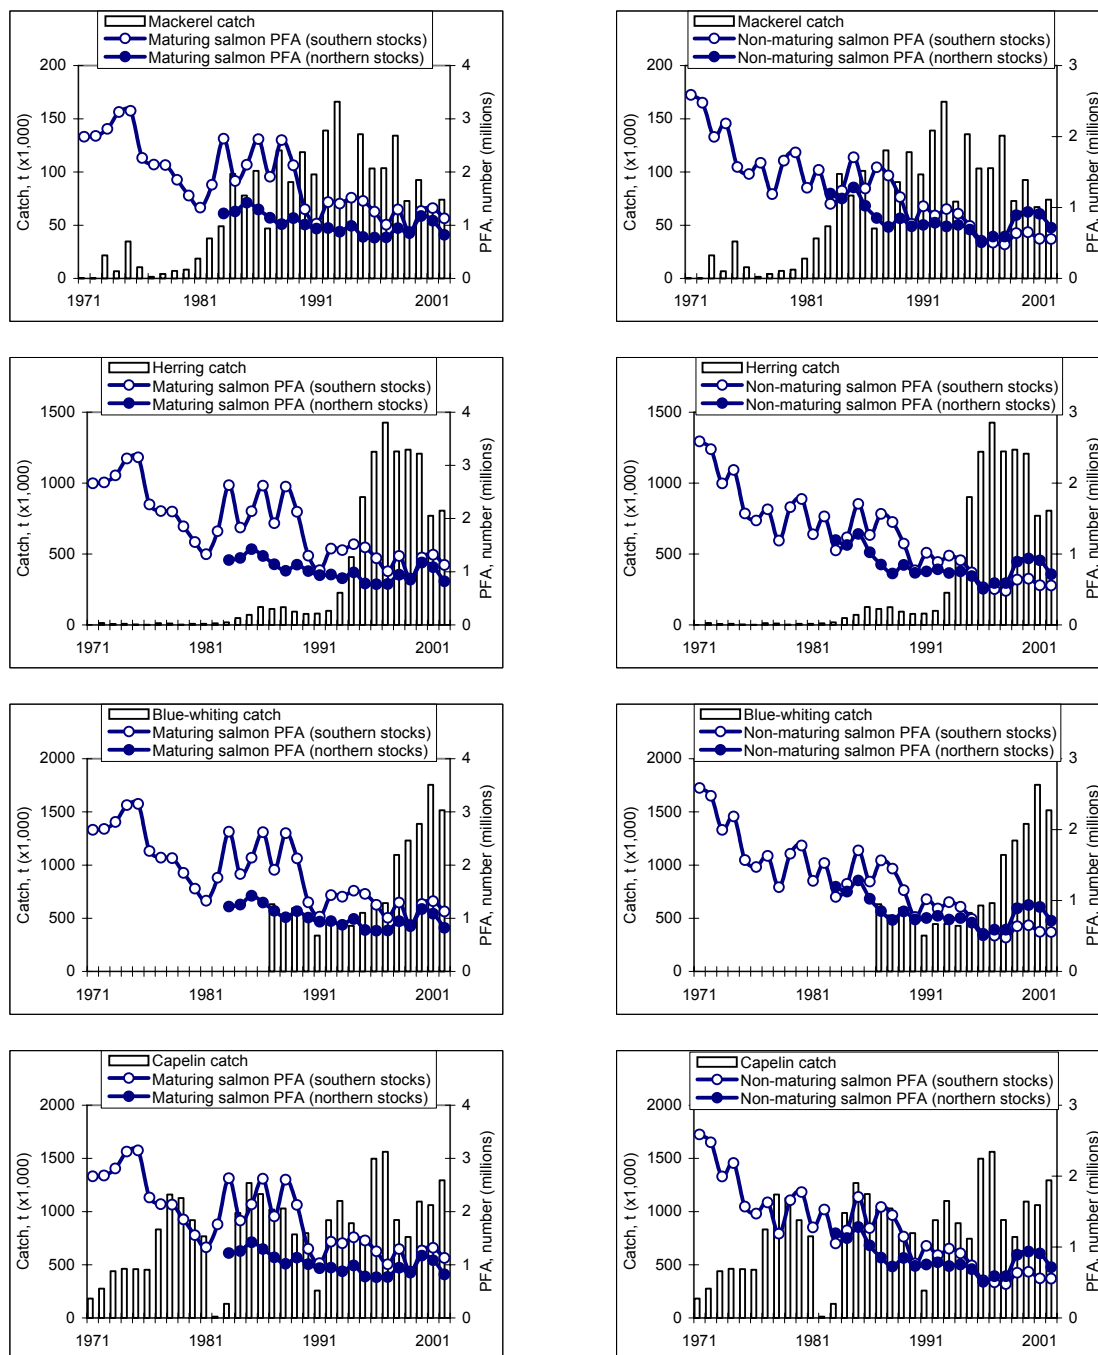 Mackerel catch
Maturing salmon PFA (southern stocks)
Maturing salmon PFA (northern stocks)
Catch, t (x1,000)
PFA, number (millions)
200
150
100
50
0
4
3
2
1
0
1971 1981 1991 2001
Mackerel catch
Non-maturing salmon PFA (southern stocks)
Non-maturing salmon PFA (northern stocks)
Catch, t (x1,000)
PFA, number (millions)
200
150
100
50
0
3
2
1
0
1971 1981 1991 2001
Herring catch
Maturing salmon PFA (southern stocks)
Maturing salmon PFA (northern stocks)
Catch, t (x1,000)
PFA, number (millions)
1500
1000
500
0
4
3
2
1
0
1971 1981 1991 2001
Herring catch
Non-maturing salmon PFA (southern stocks)
Non-maturing salmon PFA (northern stocks)
Catch, t (x1,000)
PFA, number (millions)
1500
1000
500
0
3
2
1
0
1971 1981 1991 2001
Blue-whiting catch
Maturing salmon PFA (southern stocks)
Maturing salmon PFA (northern stocks)
Catch, t (x1,000)
PFA, number (millions)
2000
1500
1000
500
0
4
3
2
1
0
1971 1981 1991 2001
Blue-whiting catch
Non-maturing salmon PFA (southern stocks)
Non-maturing salmon PFA (northern stocks)
Catch, t (x1,000)
PFA, number (millions)
2000
1500
1000
500
0
3
2
1
0
1971 1981 1991 2001
Capelin catch
Maturing salmon PFA (southern stocks)
Maturing salmon PFA (northern stocks)
Catch, t (x1,000)
PFA, number (millions)
2000
1500
1000
500
0
4
3
2
1
0
1971 1981 1991 2001
Capelin catch
Non-maturing salmon PFA (southern stocks)
Non-maturing salmon PFA (northern stocks)
Catch, t (x1,000)
PFA, number (millions)
2000
1500
1000
500
0
3
2
1
0
1971 1981 1991 2001